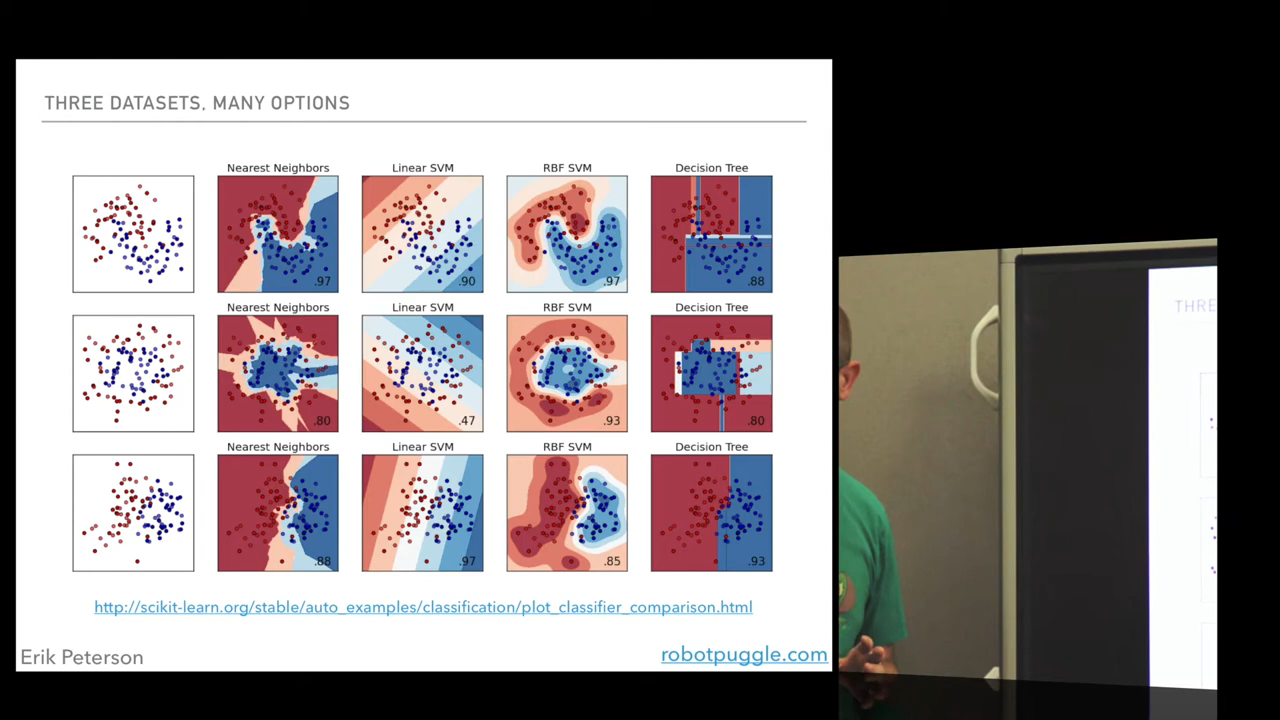 THREE DATASETS, MANY OPTIONS
Nearest Neighbors Linear SVM RBF SVM Decision Tree
.97 .90 .97 .88
Nearest Neighbors Linear SVM RBF SVM Decision Tree
.80 .47 .93 .80
Nearest Neighbors Linear SVM RBF SVM Decision Tree
.88 .97 .85 .93
http://scikit-learn.org/stable/auto_examples/classification/plot_classifier_comparison.html
Erik Peterson
robotpuggle.com
THRE